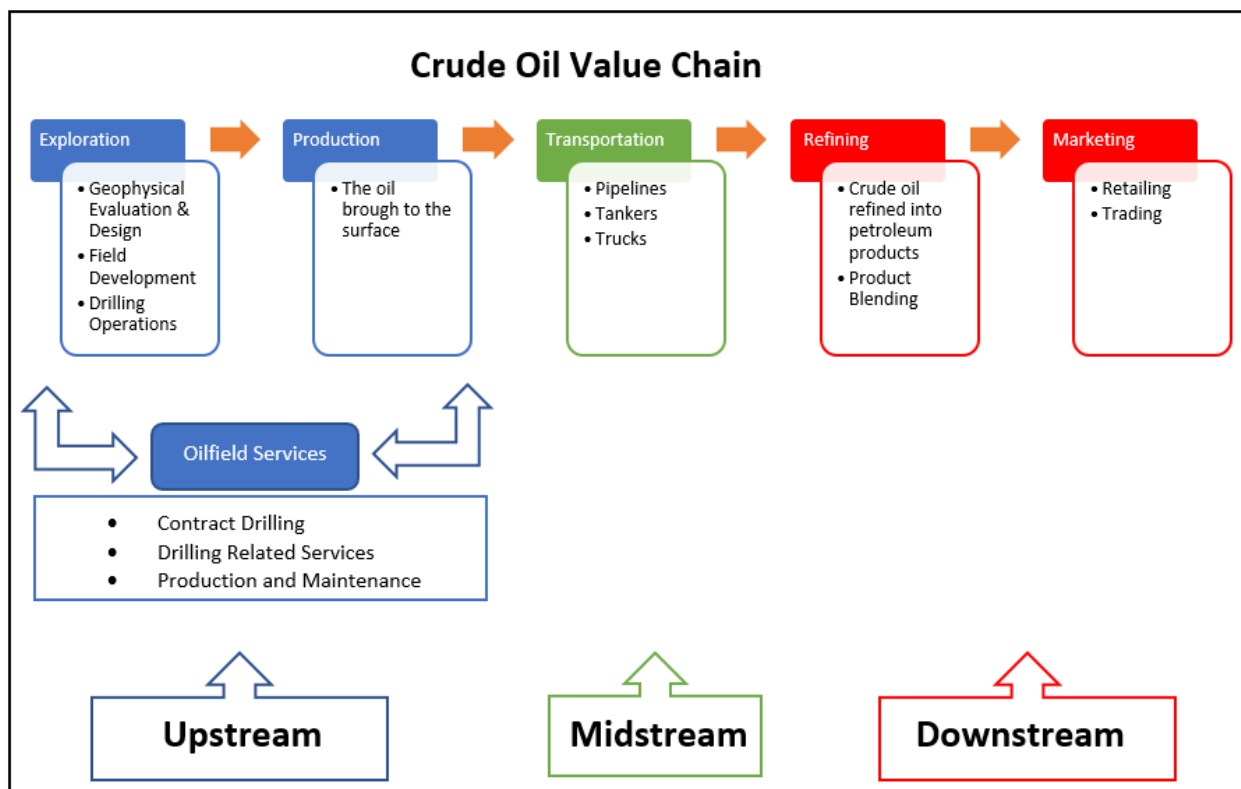 Crude Oil Value Chain
Exploration
• Geophysical
Evaluation &
Design
• Field
Development
• Drilling
Operations
Production
• The oil
brough to the
surface
Transportation
• Pipelines
• Tankers
• Trucks
Refining
• Crude oil
refined into
petroleum
products
• Product
Blending
Marketing
• Retailing
• Trading
Oilfield Services
• Contract Drilling
• Drilling Related Services
• Production and Maintenance
Upstream
Midstream
Downstream